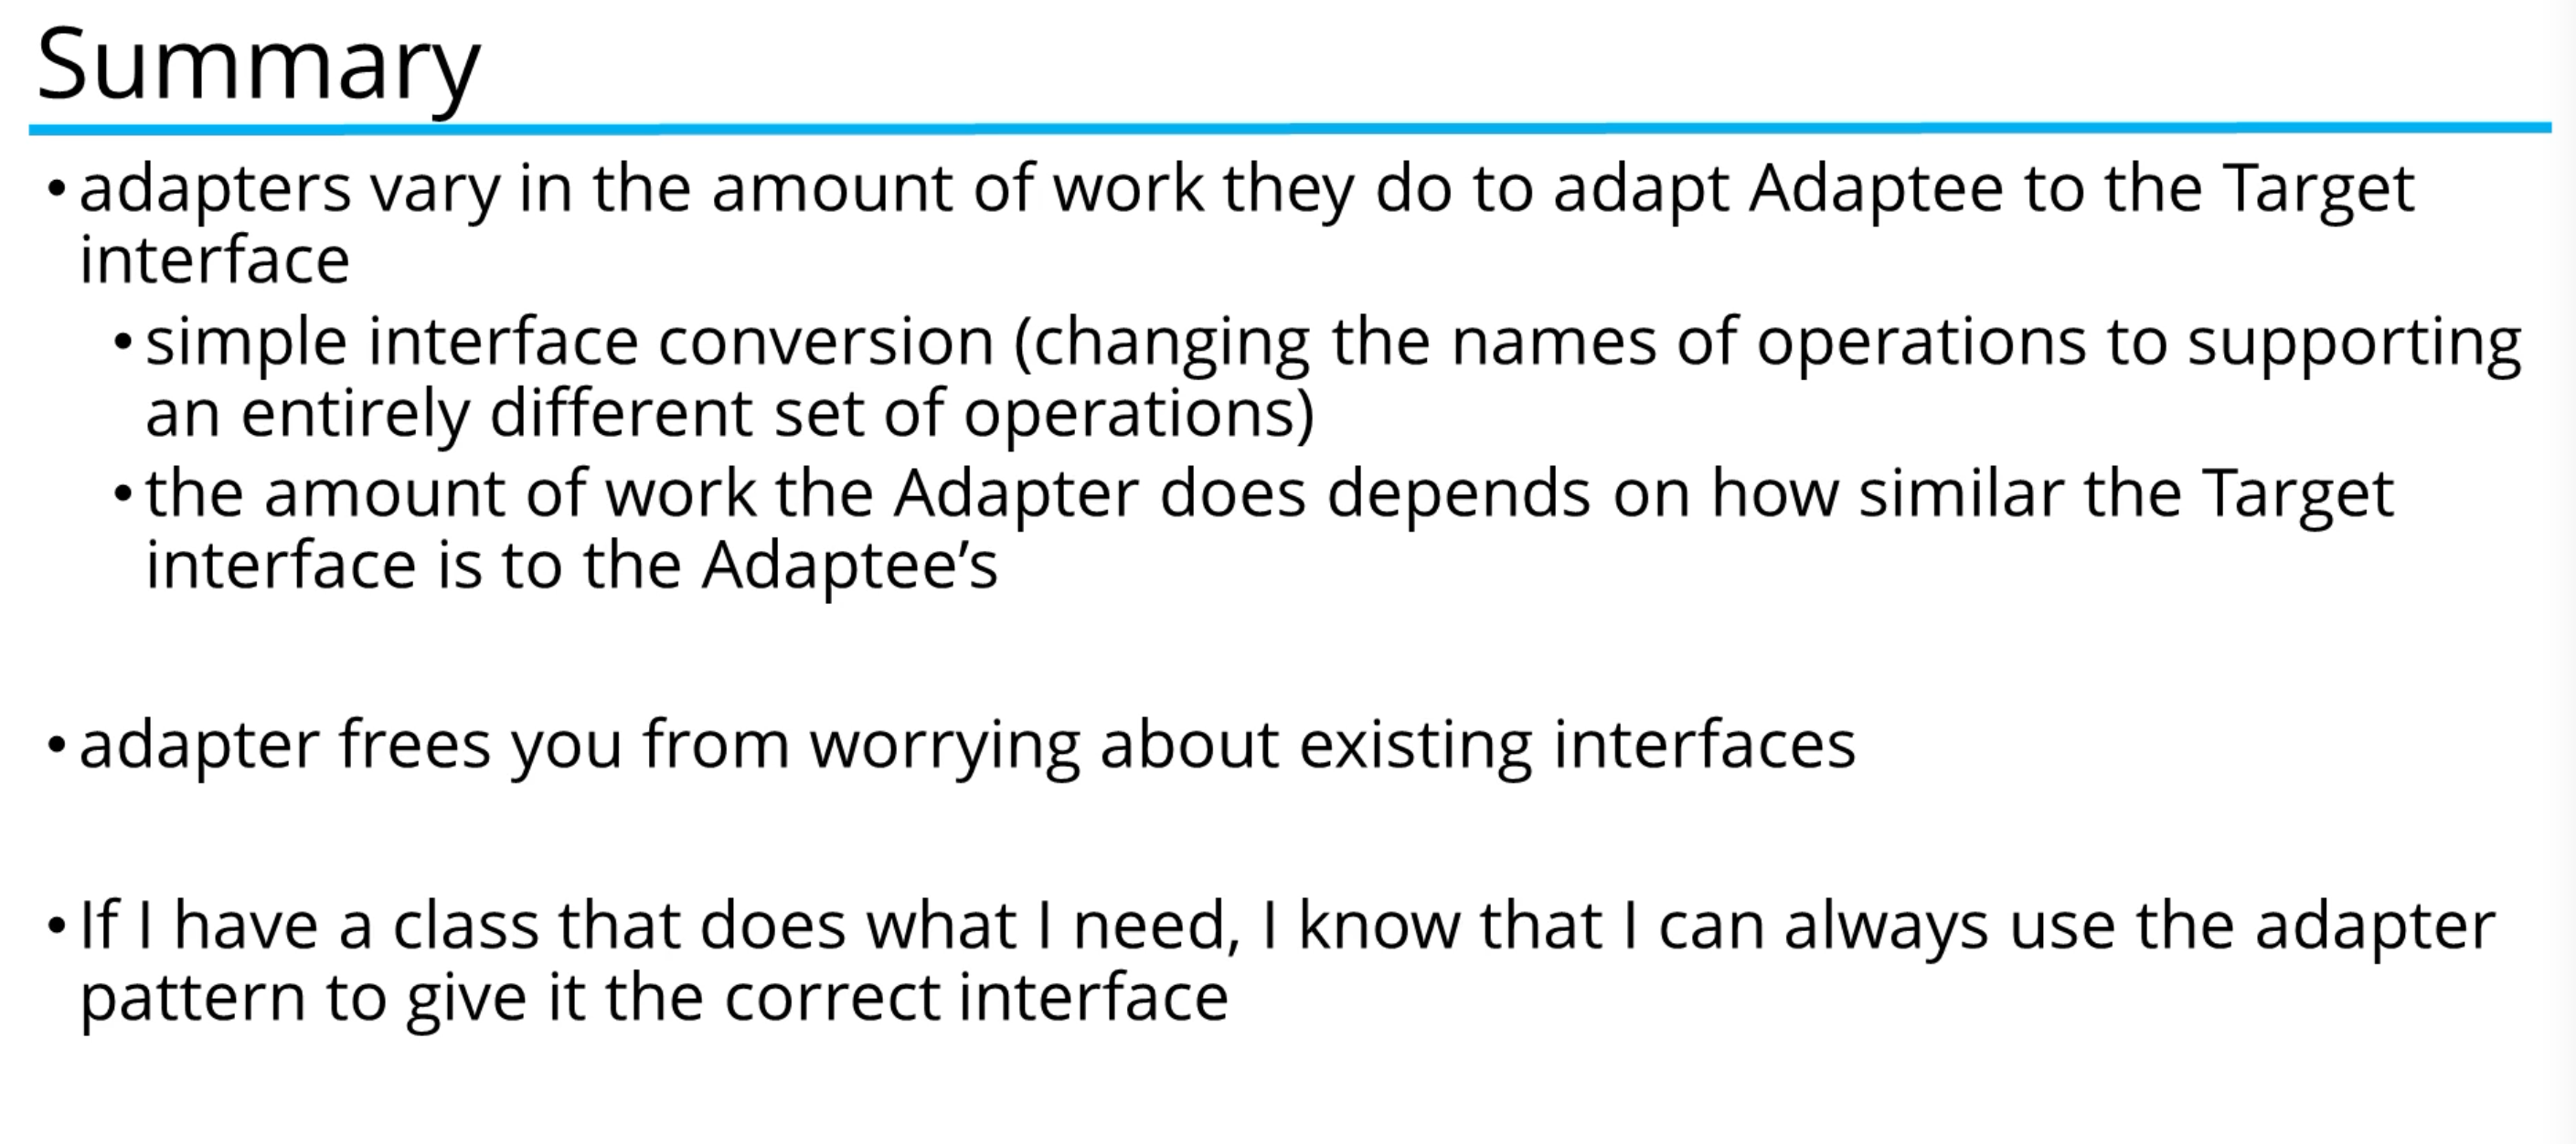 Summary
• adapters vary in the amount of work they do to adapt Adaptee to the Target
interface
• simple interface conversion (changing the names of operations to supporting
an entirely different set of operations)
• the amount of work the Adapter does depends on how similar the Target
interface is to the Adaptee’s
• adapter frees you from worrying about existing interfaces
• If I have a class that does what I need, I know that I can always use the adapter
pattern to give it the correct interface